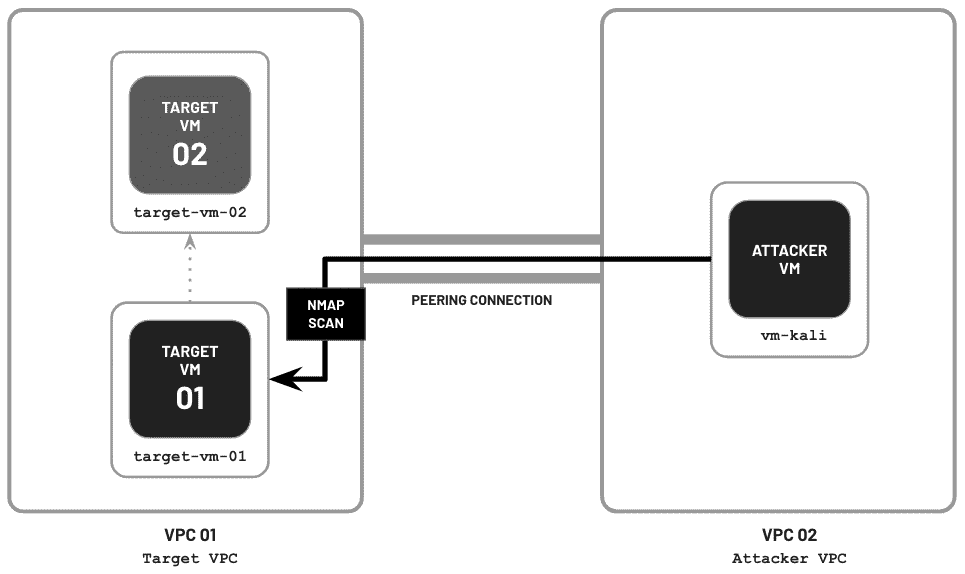 TARGET
VM
02
target-vm-02
NMAP
SCAN
PEERING CONNECTION
TARGET
VM
01
target-vm-01
ATTACKER
VM
vm-kali
VPC 01
Target VPC
VPC 02
Attacker VPC